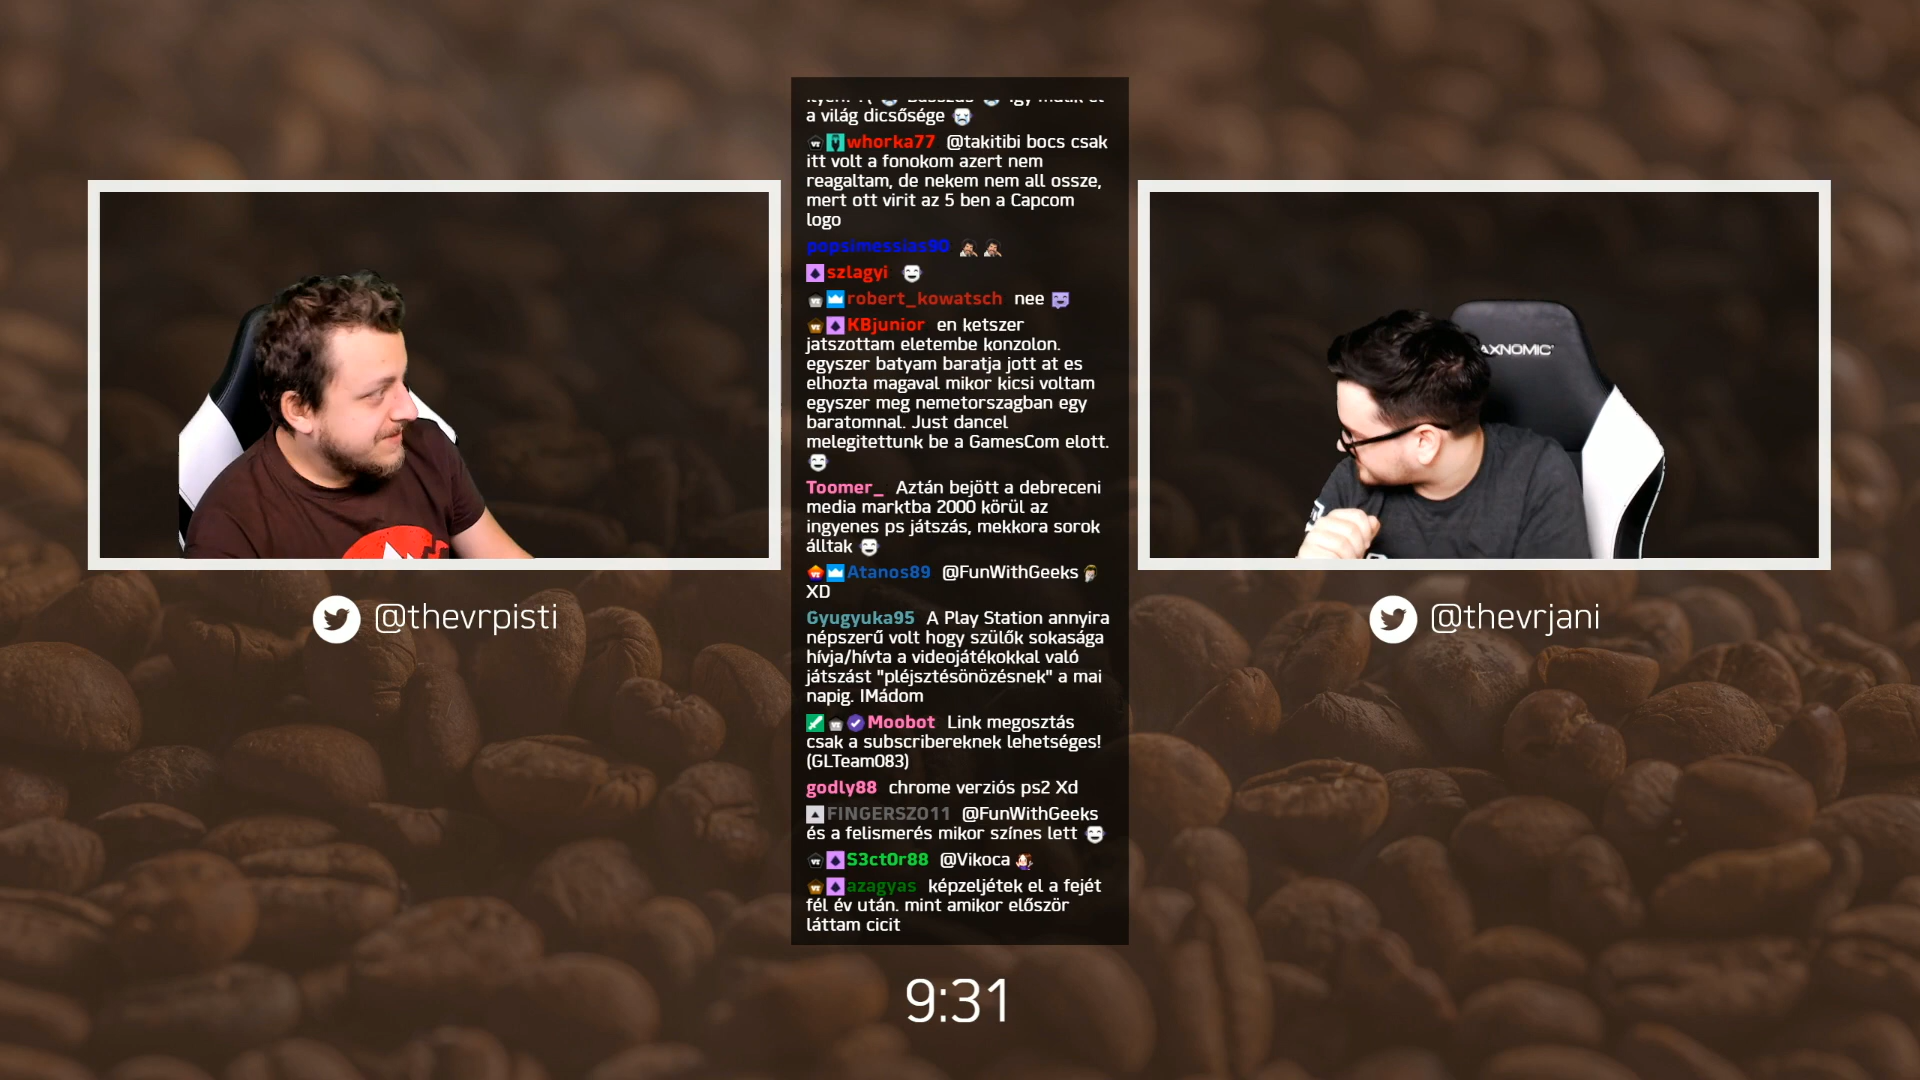 a világ dicsősége
whorka77 @takitibi bocs csak
itt volt a fonokom azert nem
reagaltam, de nekem nem all ossze,
mert ott virit az 5 ben a Capcom
logo
popsimessias90
szlagyi
robert_kowatsch nee
KBjunior en ketszer
jatszottam eletembe konzolon.
egyszer batyam baratja jott at es
elhozta magaval mikor kicsi voltam
egyszer meg nemetorszagban egy
baratomnal. Just dancel
melegitettunk be a GamesCom elott.
Toomer_ Aztán bejött a debreceni
media marktba 2000 körül az
ingyenes ps játszás, mekkora sorok
álltak
Atanos89 @FunWithGeeks
XD
Gyugyuka95 A Play Station annyira
népszerű volt hogy szülők sokasága
hívja/hívta a videojátékokkal való
játszást "pléjsztésönözésnek" a mai
napig. IMádom
Moobot Link megosztás
csak a subscribereknek lehetséges!
(GLTeam083)
godly88 chrome verziós ps2 Xd
FINGERSZO11 @FunWithGeeks
és a felismerés mikor színes lett
S3ct0r88 @Vikoca
azagyas képzeljétek el a fejét
fél év után. mint amikor először
láttam cicit
@thevrpisti
AXNOMIC
@thevrjani
9:31